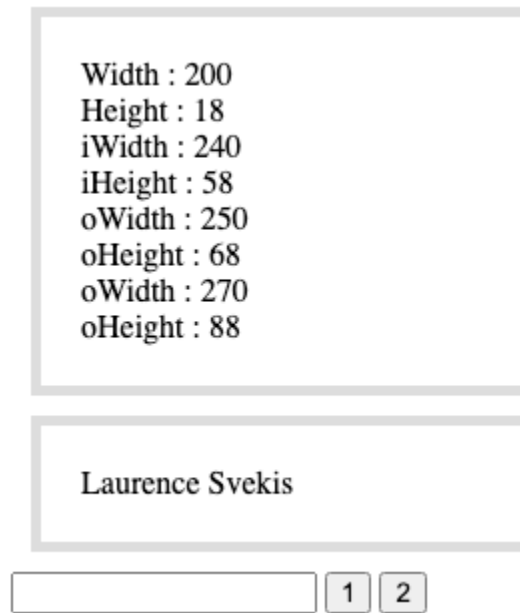 Width : 200
Height : 18
iWidth : 240
iHeight : 58
oWidth : 250
oHeight : 68
oWidth : 270
oHeight : 88
Laurence Svekis
1 2